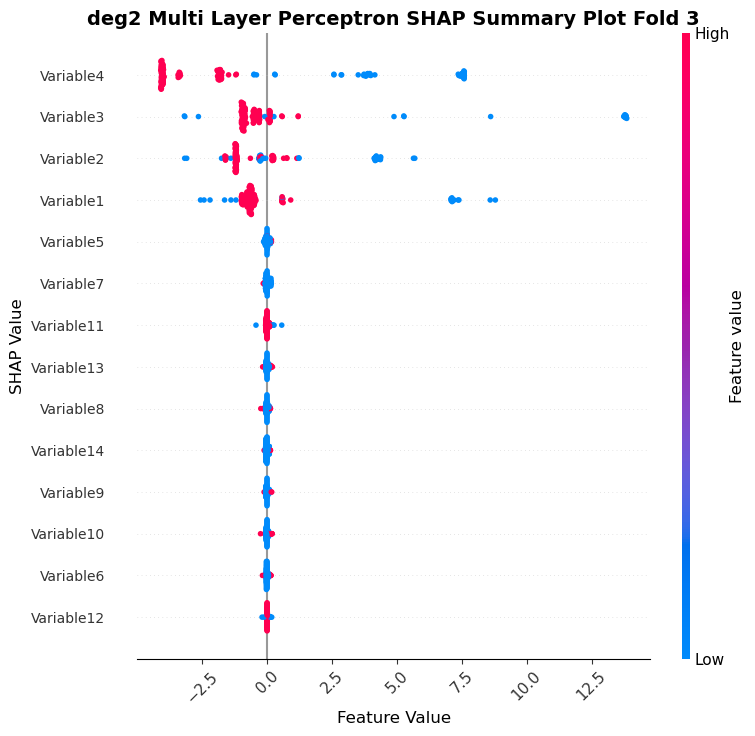 deg2 Multi Layer Perceptron SHAP Summary Plot Fold 3
High
Variable4
Variable3
Variable2
Variable1
Variable5
Variable7
Variable11
Variable13
Variable8
Variable14
Variable9
Variable10
Variable6
Variable12
SHAP Value
Feature value
Low
−2.5 0.0 2.5 5.0 7.5 10.0 12.5
Feature Value